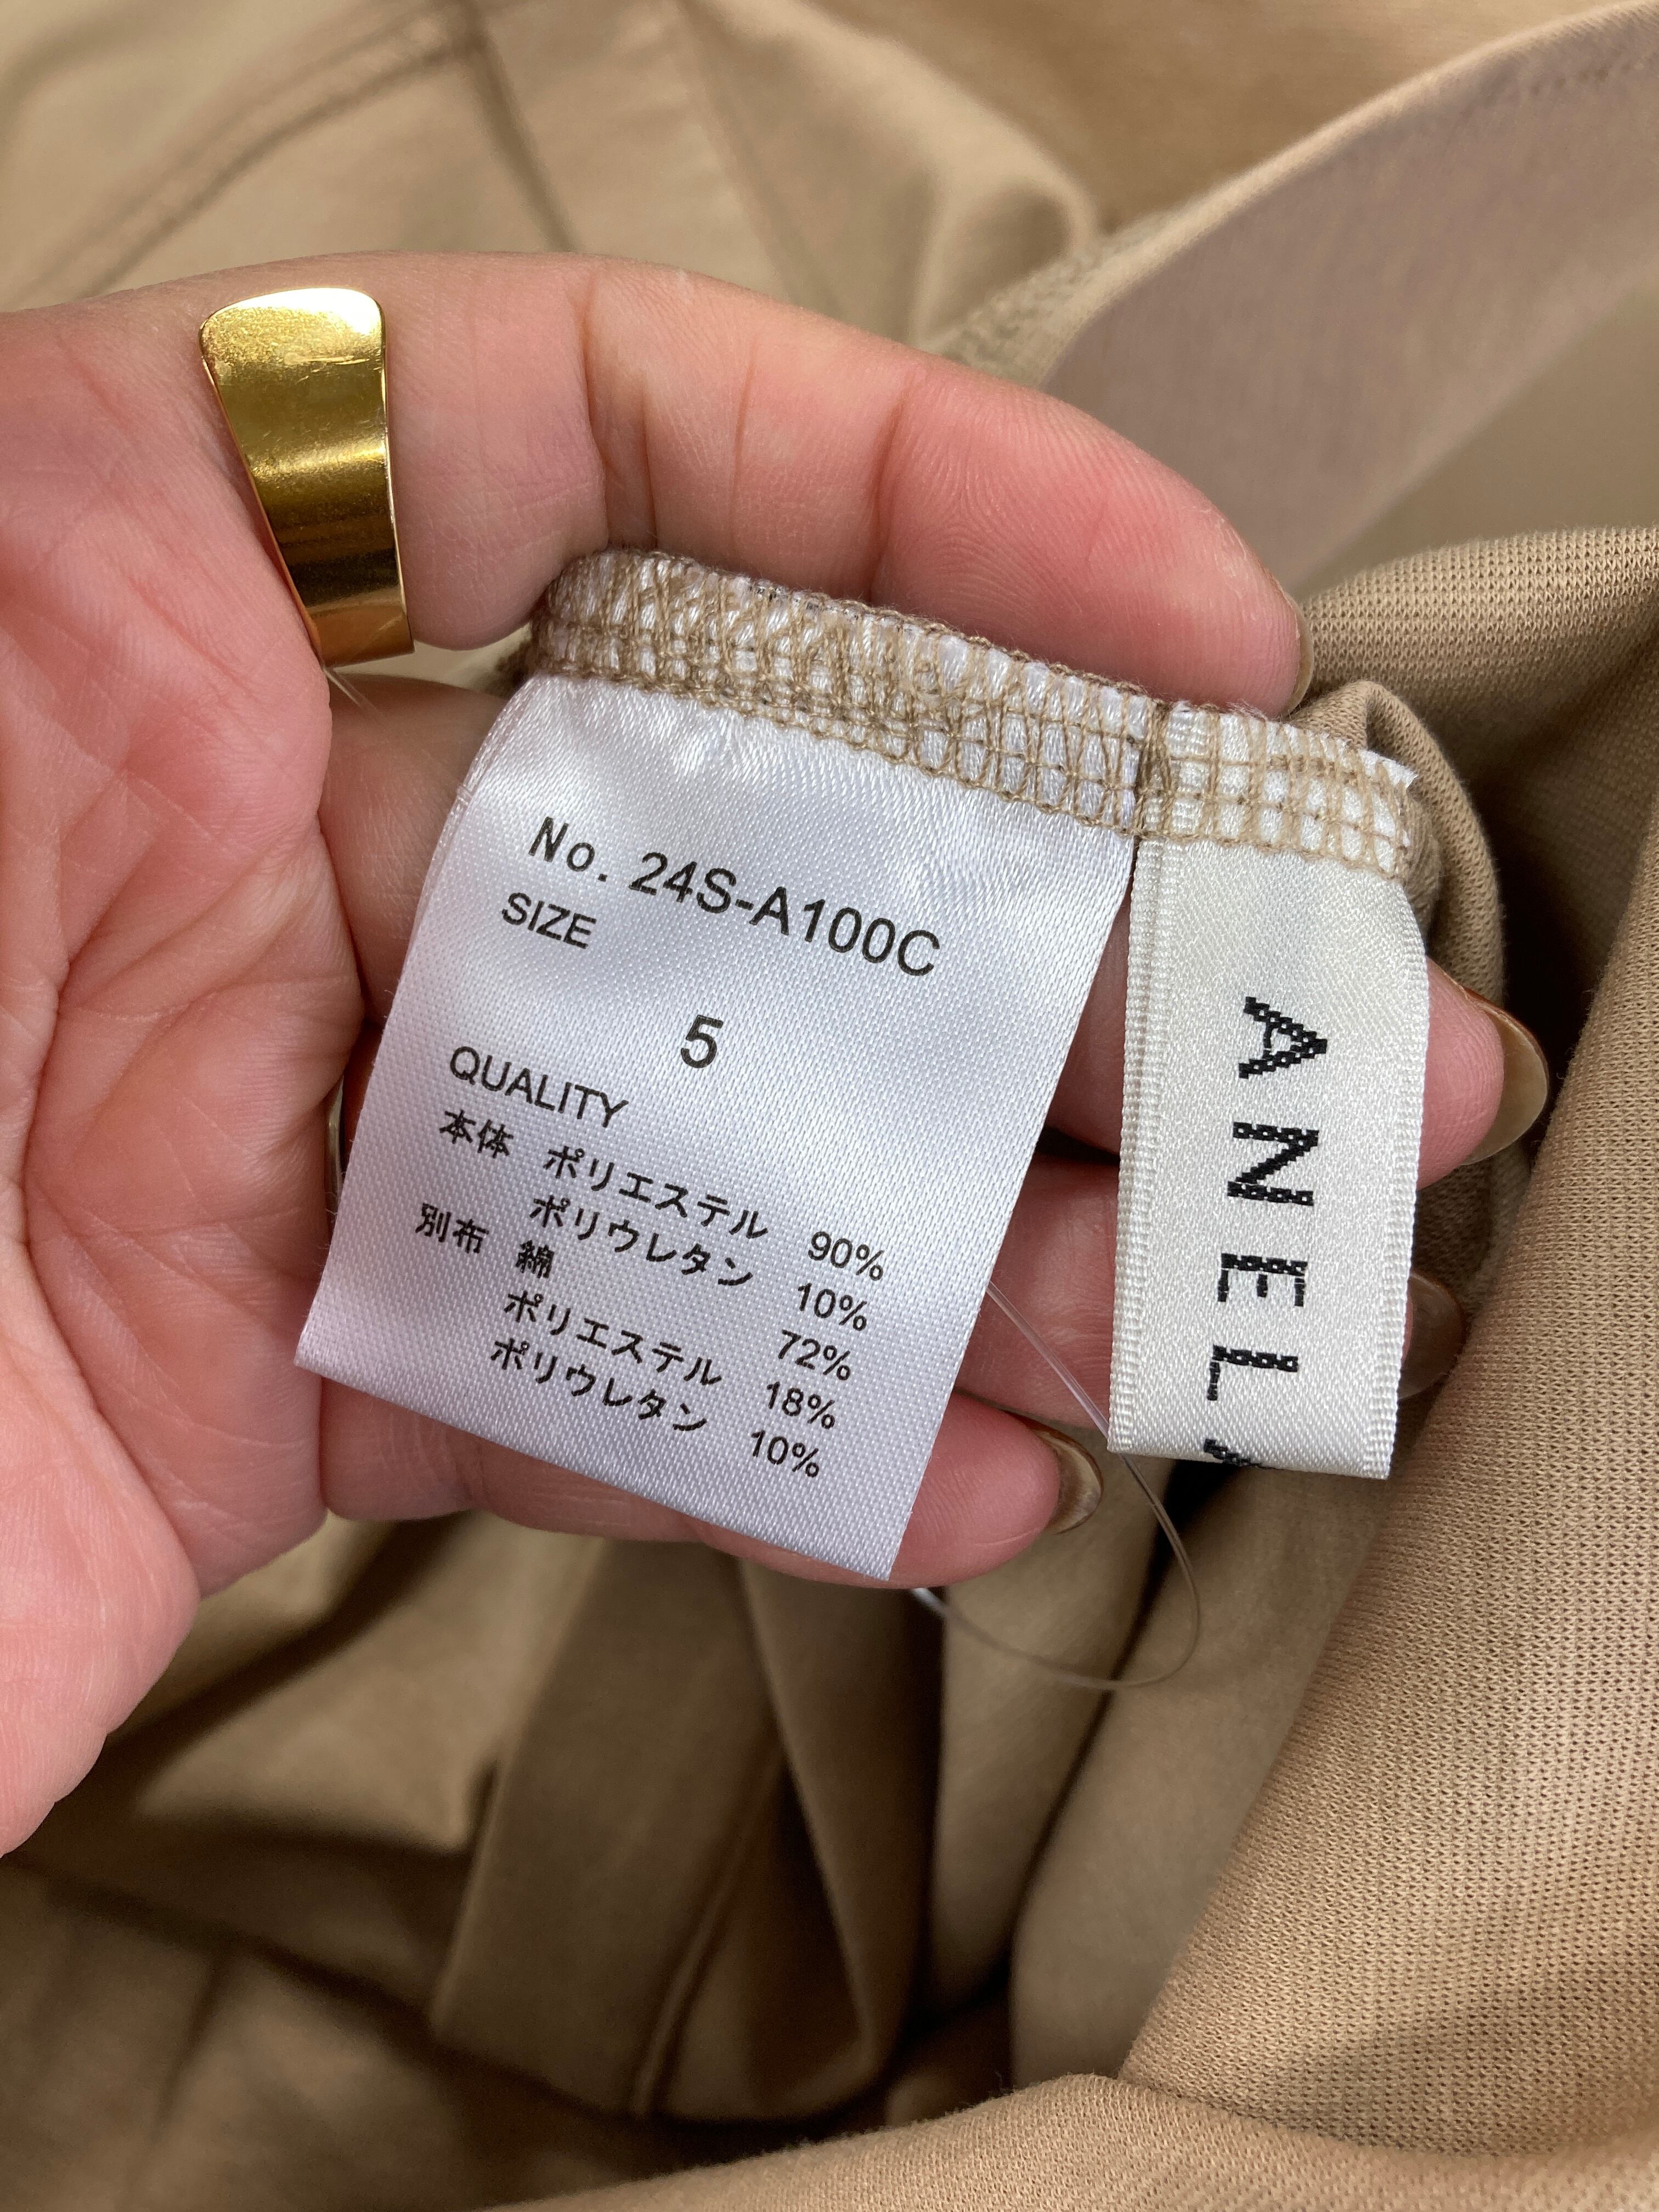 No. 24S-A100C
SIZE
5
QUALITY
本体 ポリエステル 90%
ポリウレタン 10%
別布 綿 72%
ポリエステル 18%
ポリウレタン 10%
ANEL